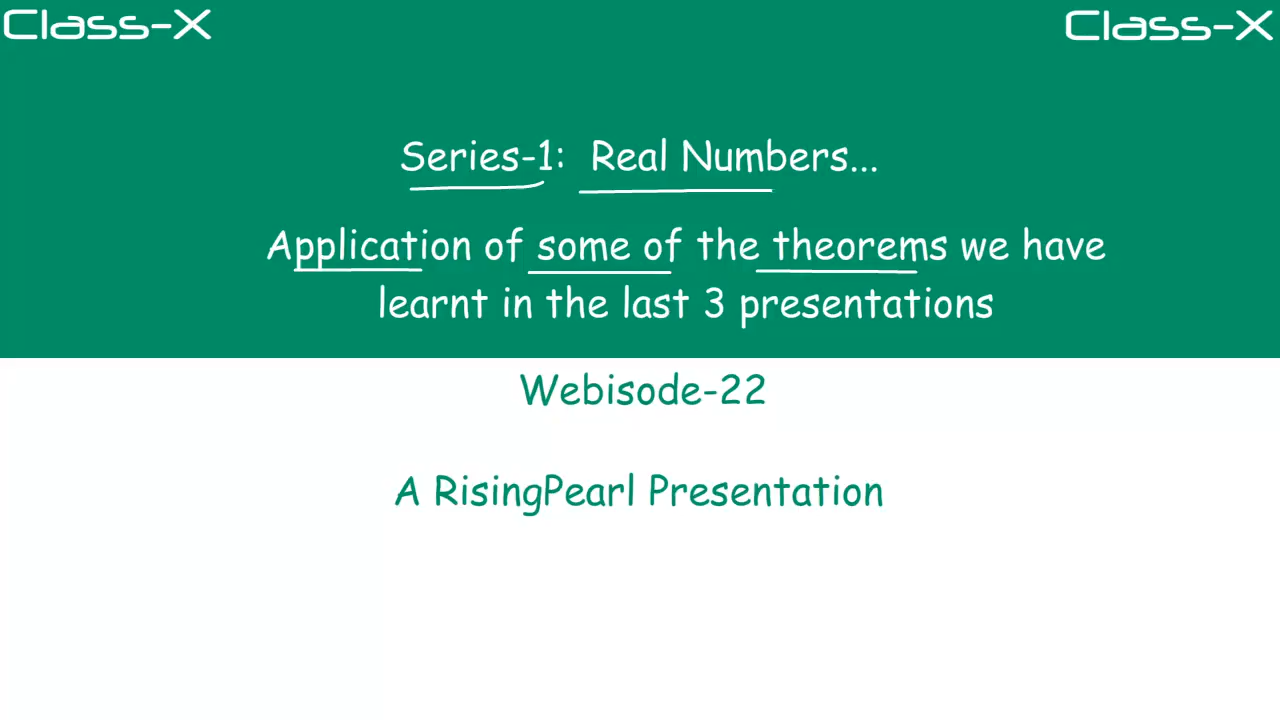 Class-X Class-X
Series-1: Real Numbers...
Application of some of the theorems we have
learnt in the last 3 presentations
Webisode-22
A RisingPearl Presentation